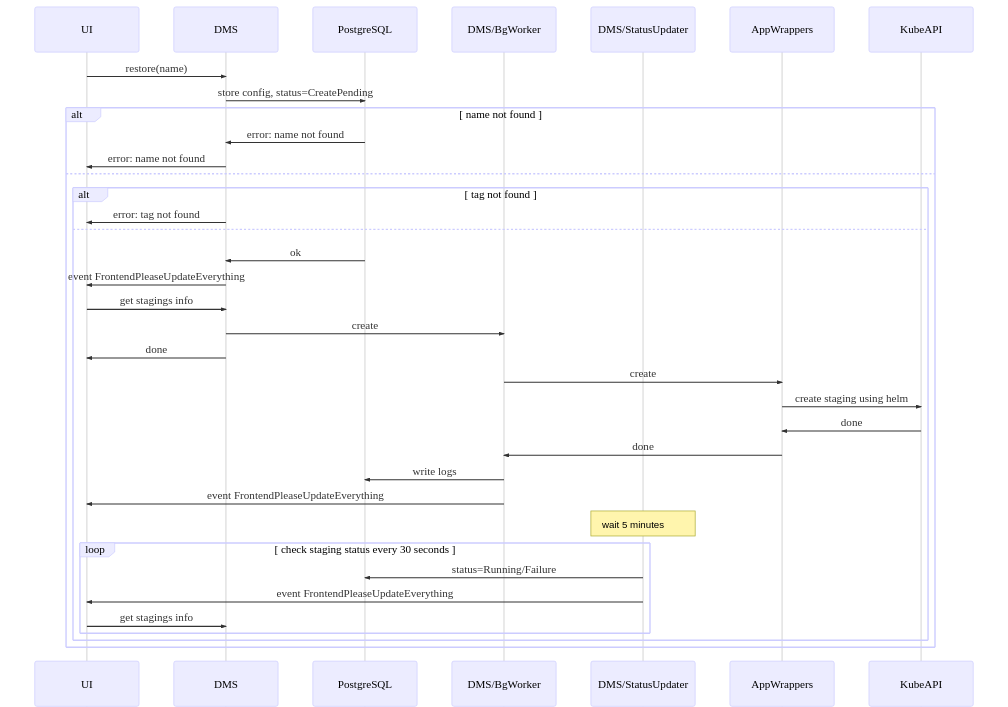 UI DMS PostgreSQL DMS/BgWorker DMS/StatusUpdater AppWrappers KubeAPI
restore(name)
store config, status=CreatePending
alt [ name not found ]
error: name not found
error: name not found
alt [ tag not found ]
error: tag not found
ok
event FrontendPleaseUpdateEverything
get stagings info
create
done
create
create staging using helm
done
done
write logs
event FrontendPleaseUpdateEverything
wait 5 minutes
loop [ check staging status every 30 seconds ]
status=Running/Failure
event FrontendPleaseUpdateEverything
get stagings info
UI DMS PostgreSQL DMS/BgWorker DMS/StatusUpdater AppWrappers KubeAPI